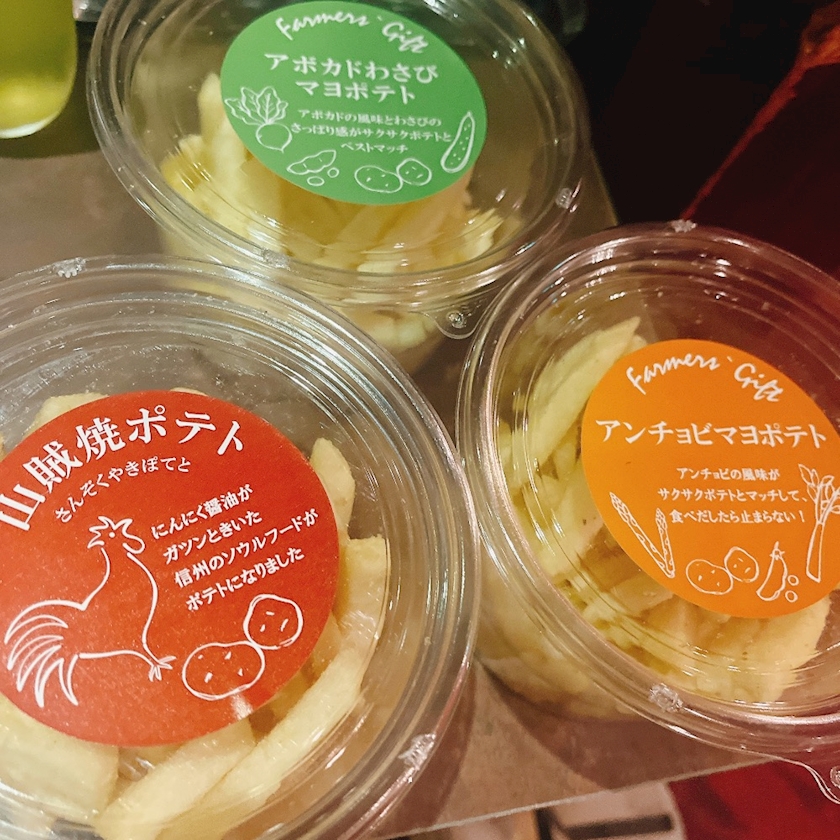 Farmers' Gift
アボカドわさび
マヨポテト
アボカドの風味とわさびの
さっぱり感がサクサクポテトと
ベストマッチ
山賊焼ポテト
さんぞくやきぽてと
にんにく醤油が
ガツンときいた
信州のソウルフードが
ポテトになりました
Farmers' Gift
アンチョビマヨポテト
アンチョビの風味が
サクサクポテトとマッチして、
食べだしたら止まらない！